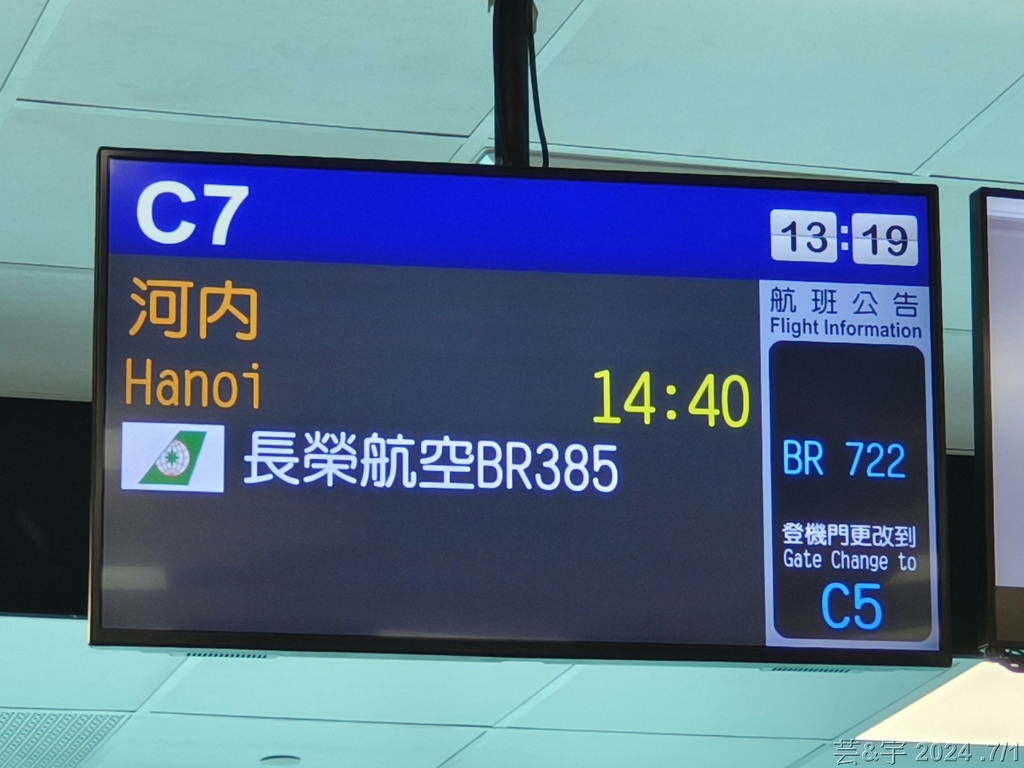 C7
13:19
河内
Hanoi
14:40
長榮航空BR385
航班公告
Flight Information
BR 722
登機門更改到
Gate Change to
C5
芸&宇 2024 .7/1